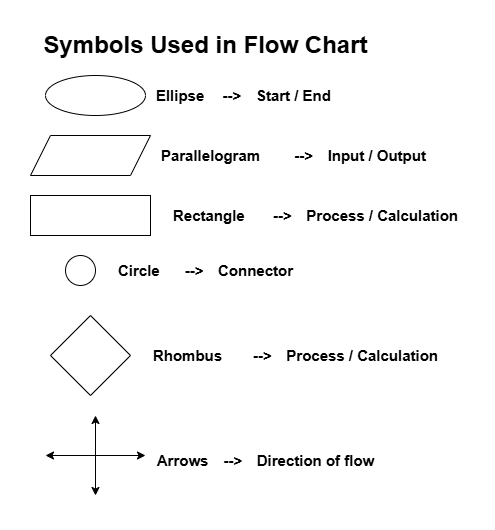 Symbols Used in Flow Chart
Ellipse --> Start / End
Parallelogram --> Input / Output
Rectangle --> Process / Calculation
Circle --> Connector
Rhombus --> Process / Calculation
Arrows --> Direction of flow